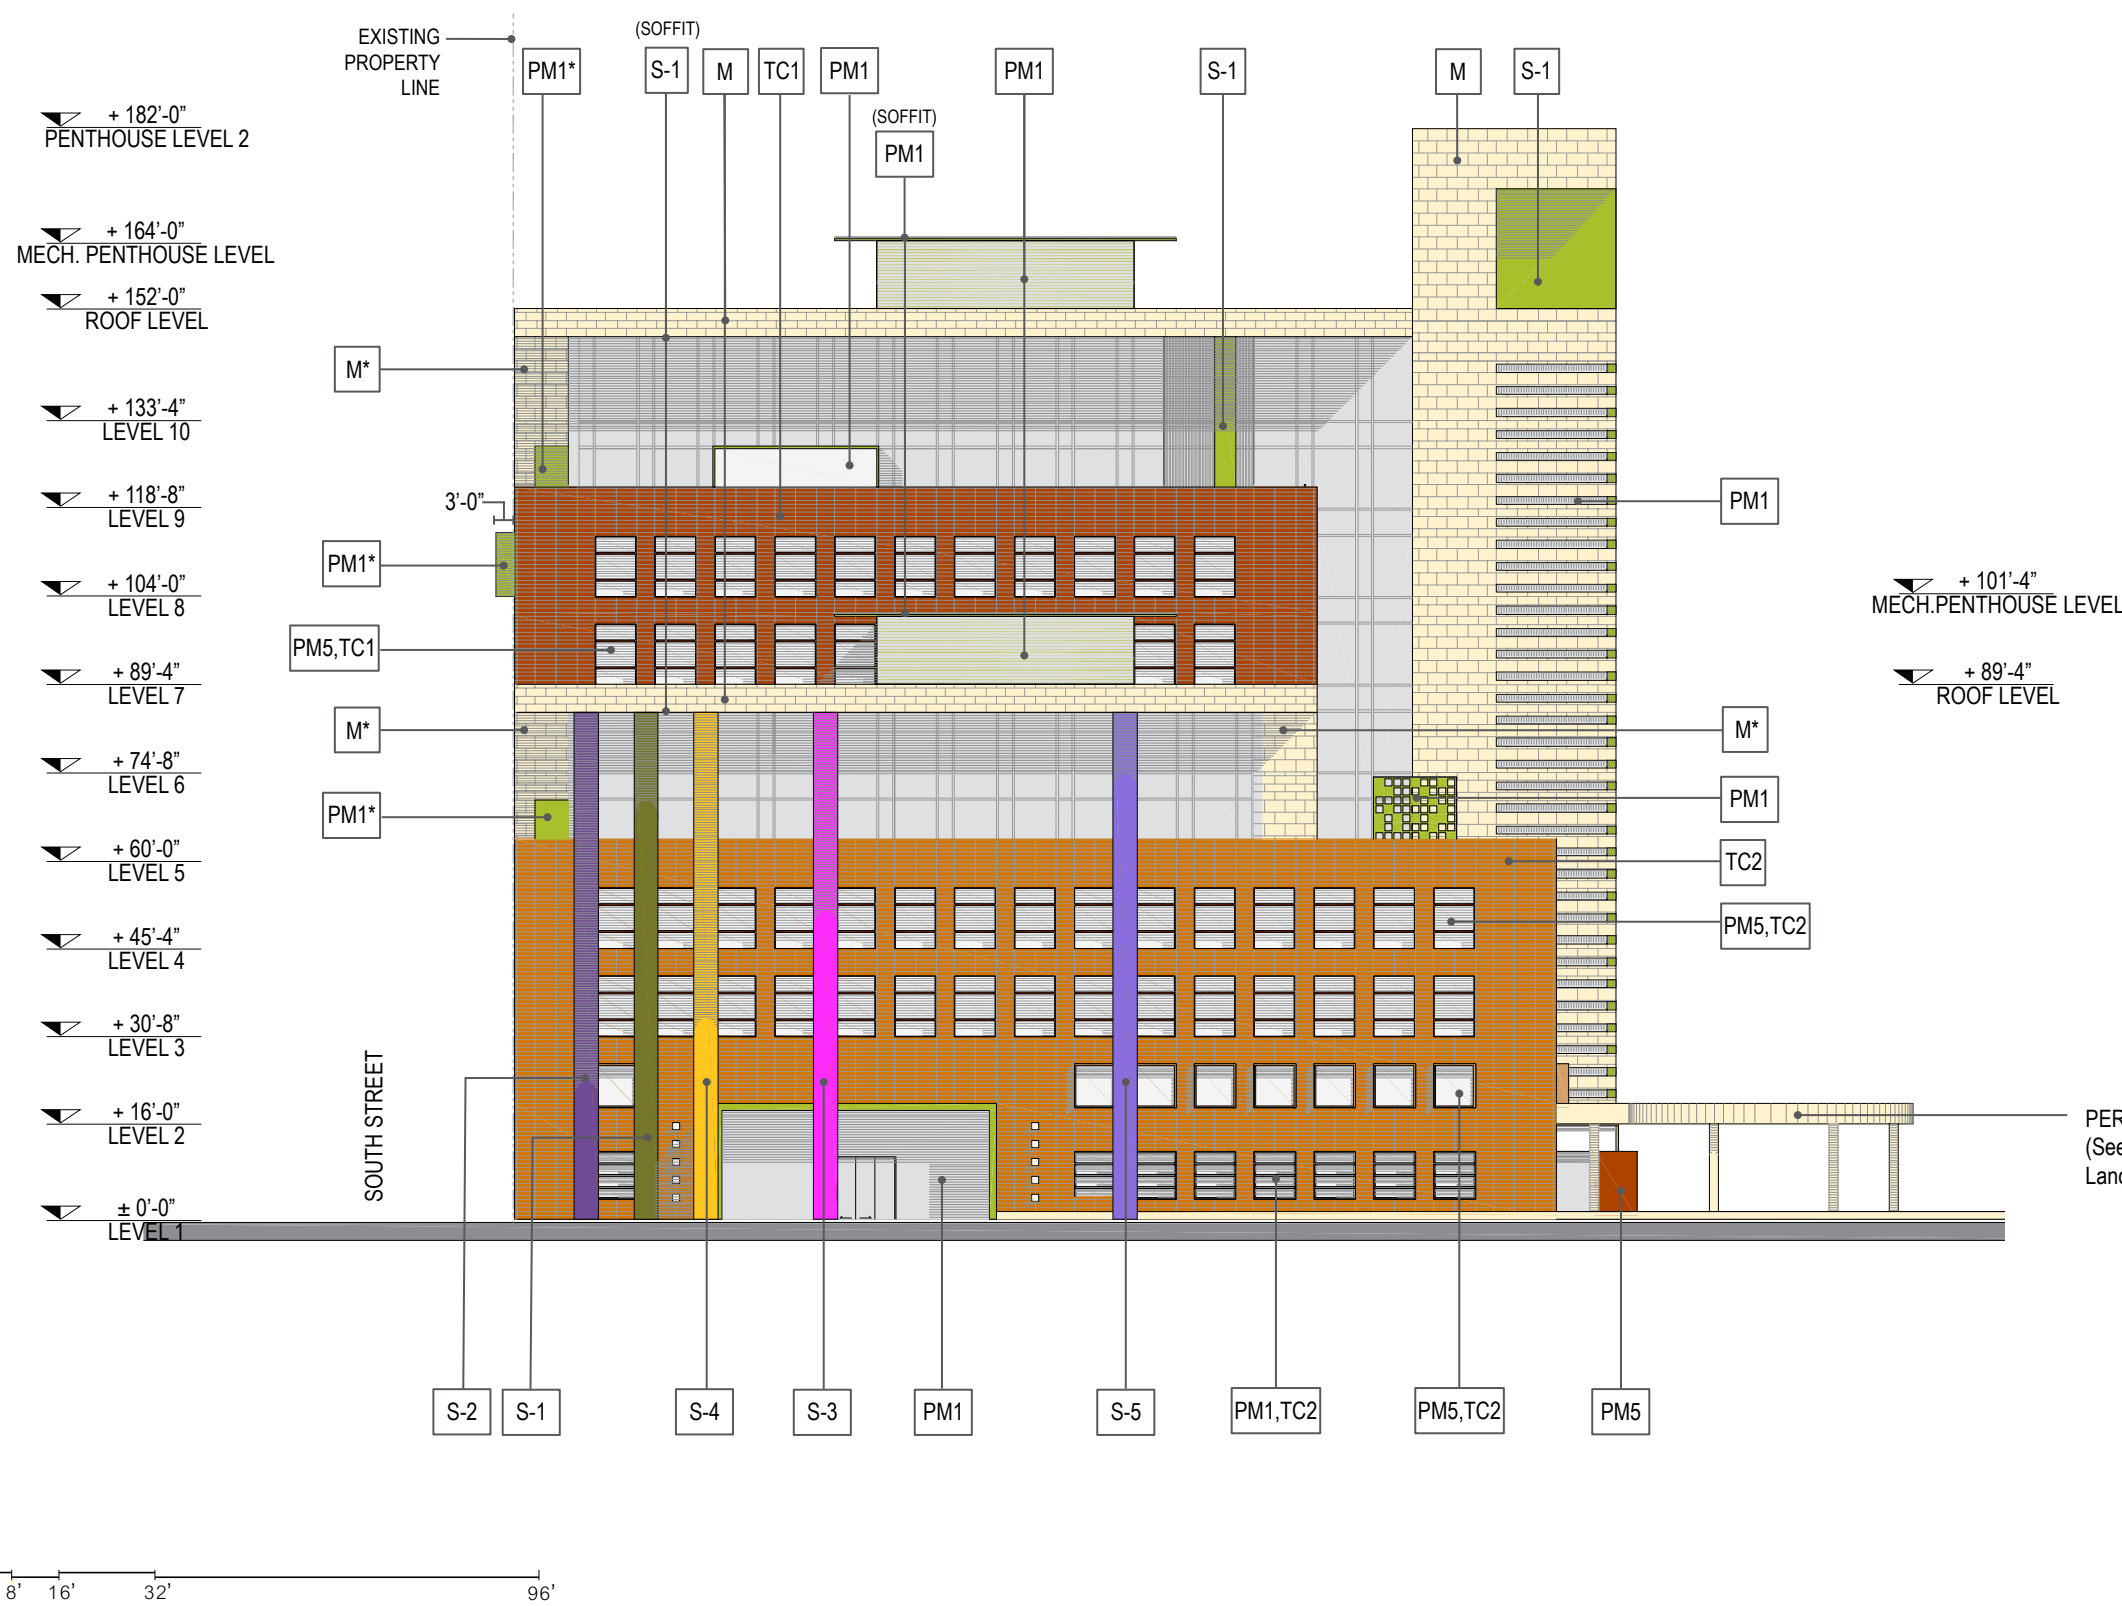 EXISTING
PROPERTY
LINE
(SOFFIT)
PM1*
S-1
M
TC1
PM1
PM1
S-1
M
S-1
(SOFFIT)
PM1
+ 182'-0"
PENTHOUSE LEVEL 2
+ 164'-0"
MECH. PENTHOUSE LEVEL
+ 152'-0"
ROOF LEVEL
M*
+ 133'-4"
LEVEL 10
+ 118'-8"
LEVEL 9
3'-0"
PM1
PM1*
+ 104'-0"
LEVEL 8
+ 101'-4"
MECH.PENTHOUSE LEVEL
PM5,TC1
+ 89'-4"
LEVEL 7
+ 89'-4"
ROOF LEVEL
M*
M*
+ 74'-8"
LEVEL 6
PM1*
PM1
+ 60'-0"
LEVEL 5
TC2
PM5,TC2
+ 45'-4"
LEVEL 4
+ 30'-8"
LEVEL 3
SOUTH STREET
+ 16'-0"
LEVEL 2
PER
(See
Land
± 0'-0"
LEVEL 1
S-2
S-1
S-4
S-3
PM1
S-5
PM1,TC2
PM5,TC2
PM5
8' 16' 32' 96'